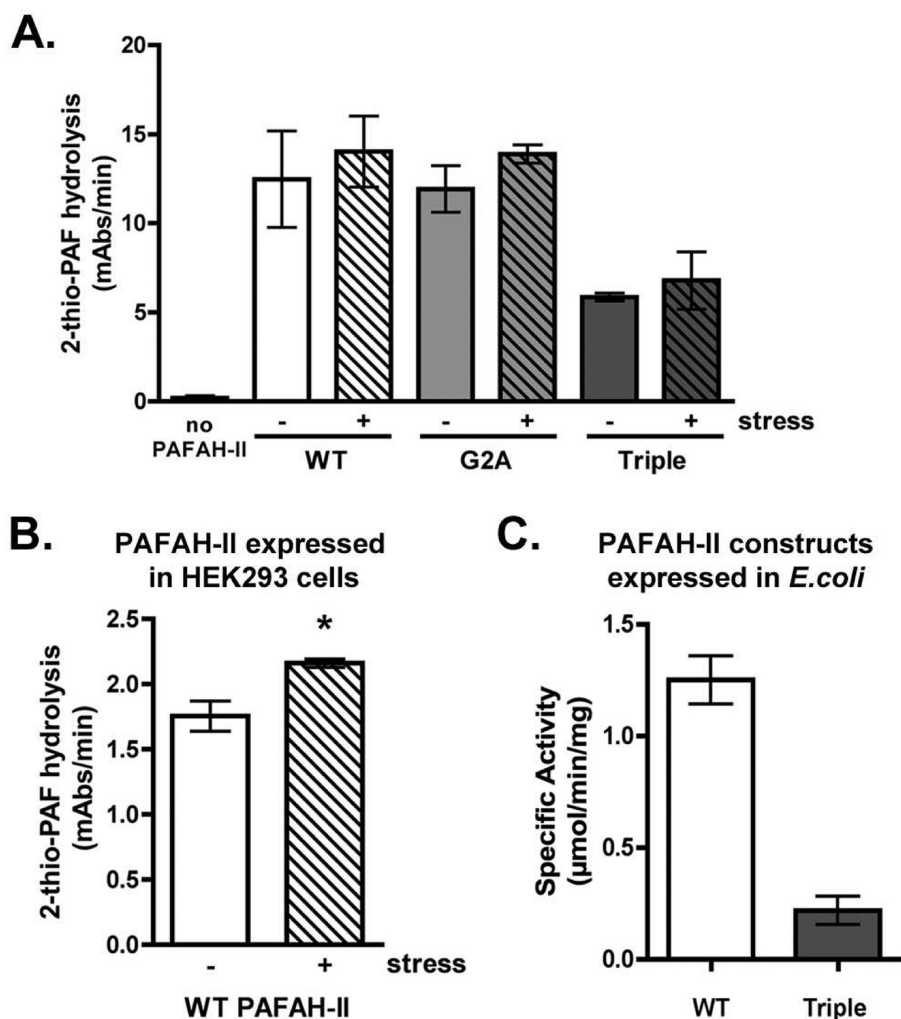 A.
2-thio-PAF hydrolysis
(mAbs/min)
20
15
10
5
0
no
PAFAH-II
- + - + - + stress
WT G2A Triple
B.
PAFAH-II expressed
in HEK293 cells
2-thio-PAF hydrolysis
(mAbs/min)
2.5
2.0
1.5
1.0
0.5
0.0
*
- + stress
WT PAFAH-II
C.
PAFAH-II constructs
expressed in E.coli
Specific Activity
(µmol/min/mg)
1.5
1.0
0.5
0.0
WT Triple